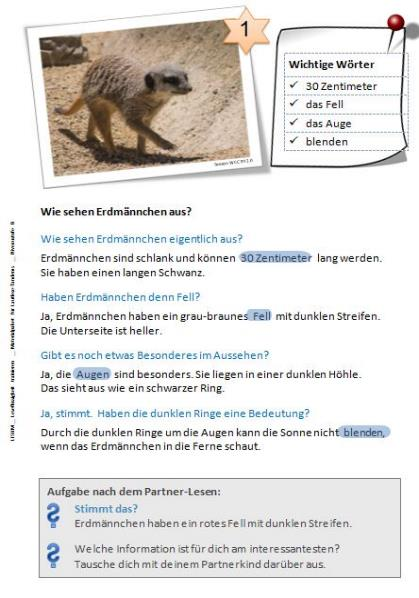 1
Wichtige Wörter
✓ 30 Zentimeter
✓ das Fell
✓ das Auge
✓ blenden
Wie sehen Erdmännchen aus?
Wie sehen Erdmännchen eigentlich aus?
Erdmännchen sind schlank und können 30 Zentimeter lang werden.
Sie haben einen langen Schwanz.
Haben Erdmännchen denn Fell?
Ja, Erdmännchen haben ein grau-braunes Fell mit dunklen Streifen.
Die Unterseite ist heller.
Gibt es noch etwas Besonderes im Aussehen?
Ja, die Augen sind besonders. Sie liegen in einer dunklen Höhle.
Das sieht aus wie ein schwarzer Ring.
Ja, stimmt. Haben die dunklen Ringe eine Bedeutung?
Durch die dunklen Ringe um die Augen kann die Sonne nicht blenden,
wenn das Erdmännchen in die Ferne schaut.
Aufgabe nach dem Partner-Lesen:
Stimmt das?
Erdmännchen haben ein rotes Fell mit dunklen Streifen.
Welche Information ist für dich am interessantesten?
Tausche dich mit deinem Partnerkind darüber aus.